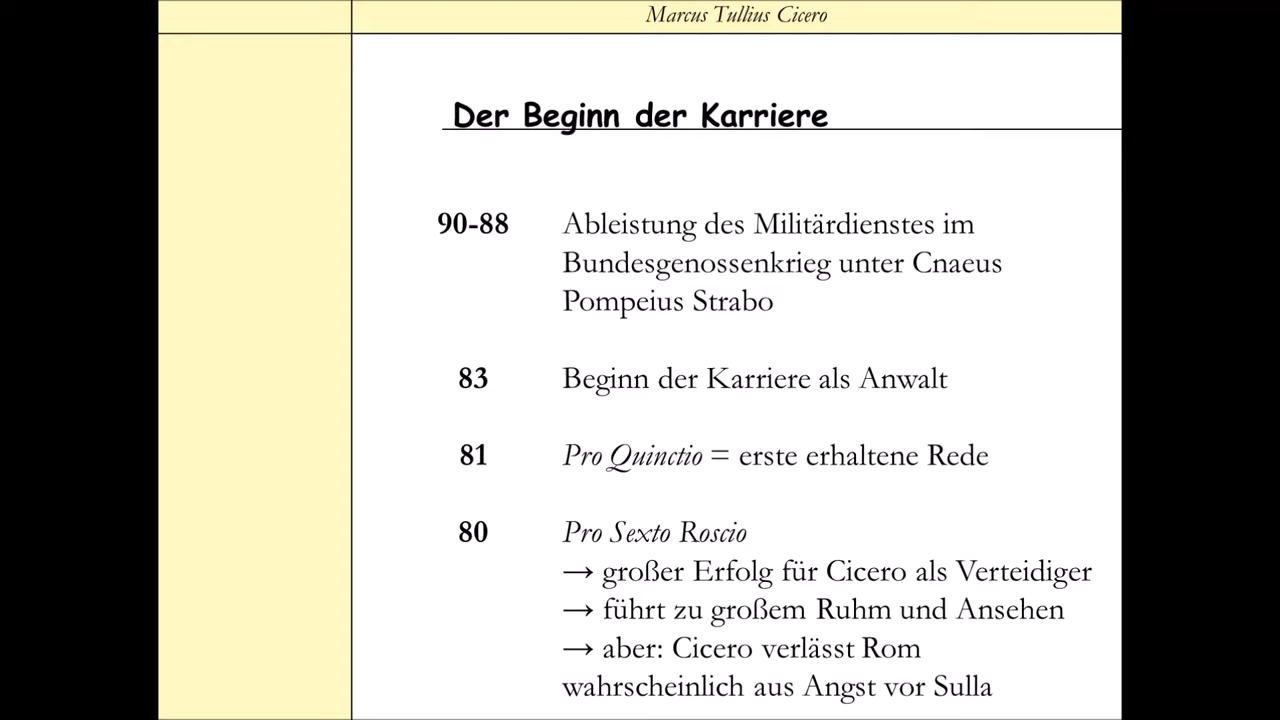 Marcus Tullius Cicero
Der Beginn der Karriere
90-88 Ableistung des Militärdienstes im
Bundesgenossenkrieg unter Cnaeus
Pompeius Strabo
83 Beginn der Karriere als Anwalt
81 Pro Quinctio = erste erhaltene Rede
80 Pro Sexto Roscio
→ großer Erfolg für Cicero als Verteidiger
→ führt zu großem Ruhm und Ansehen
→ aber: Cicero verlässt Rom
wahrscheinlich aus Angst vor Sulla